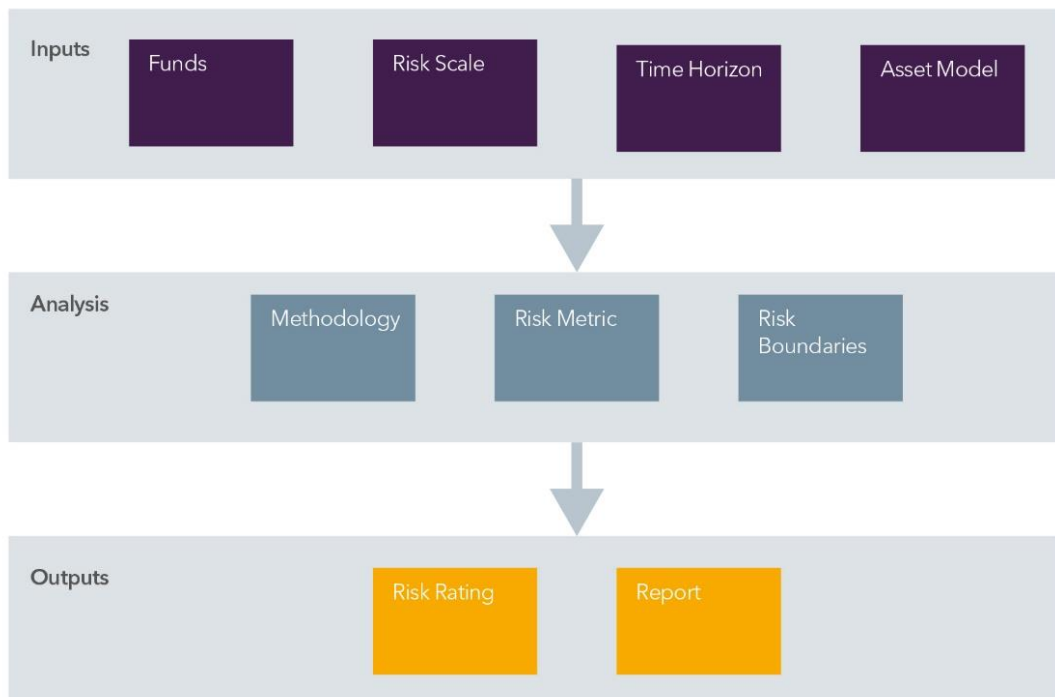 Inputs
Funds
Risk Scale
Time Horizon
Asset Model
Analysis
Methodology
Risk Metric
Risk
Boundaries
Outputs
Risk Rating
Report